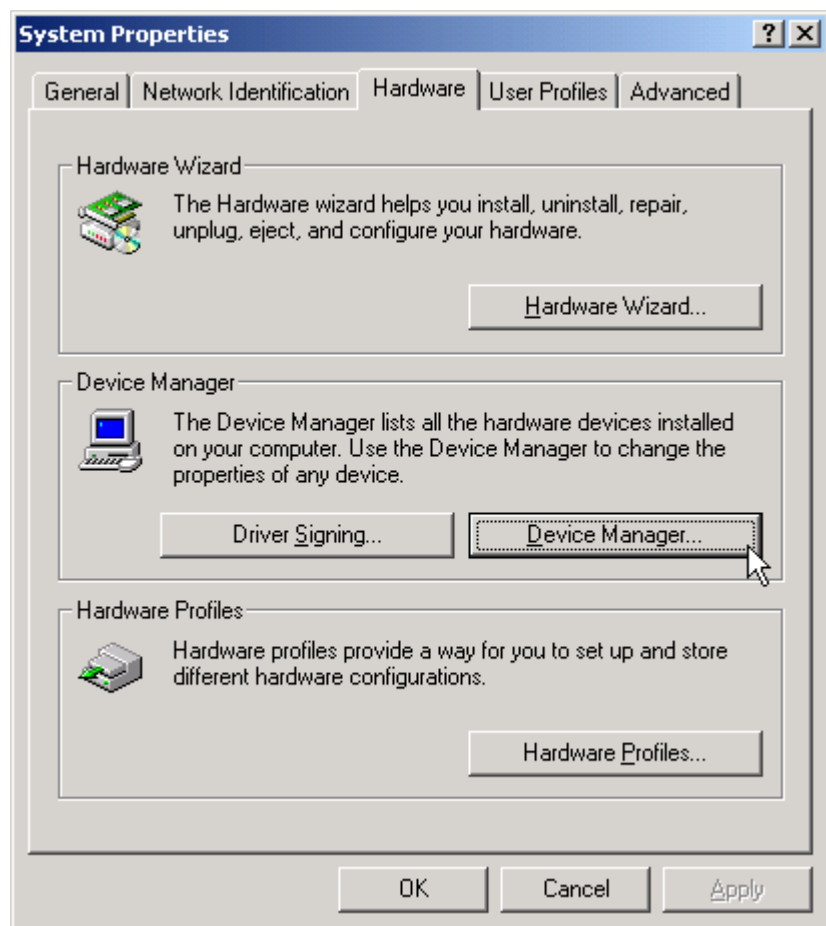 System Properties
General Network Identification Hardware User Profiles Advanced
Hardware Wizard
The Hardware wizard helps you install, uninstall, repair,
unplug, eject, and configure your hardware.
Hardware Wizard...
Device Manager
The Device Manager lists all the hardware devices installed
on your computer. Use the Device Manager to change the
properties of any device.
Driver Signing... Device Manager...
Hardware Profiles
Hardware profiles provide a way for you to set up and store
different hardware configurations.
Hardware Profiles...
OK Cancel Apply